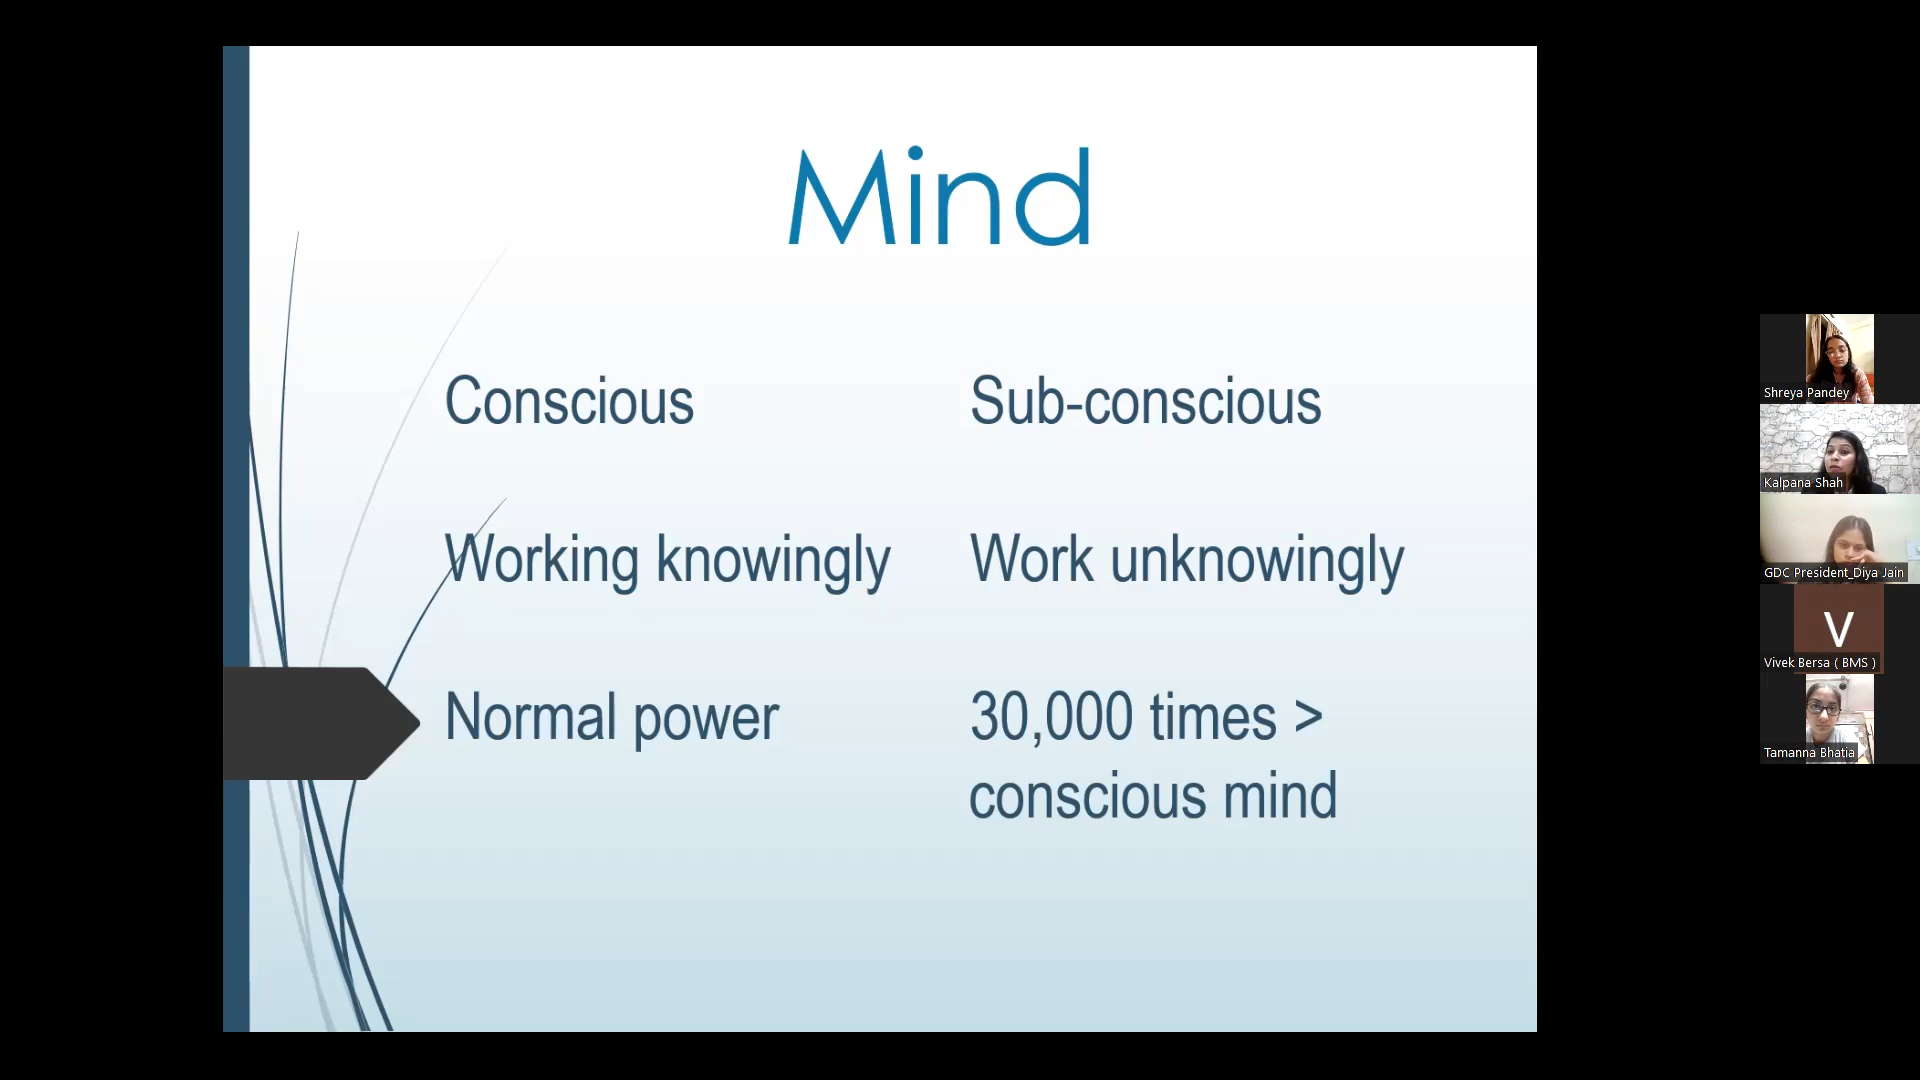 Mind
Conscious
Sub-conscious
Working knowingly
Work unknowingly
Normal power
30,000 times >
conscious mind
Shreya Pandey
Kalpana Shah
GDC President_Diya Jain
V
Vivek Bersa ( BMS )
Tamanna Bhatia